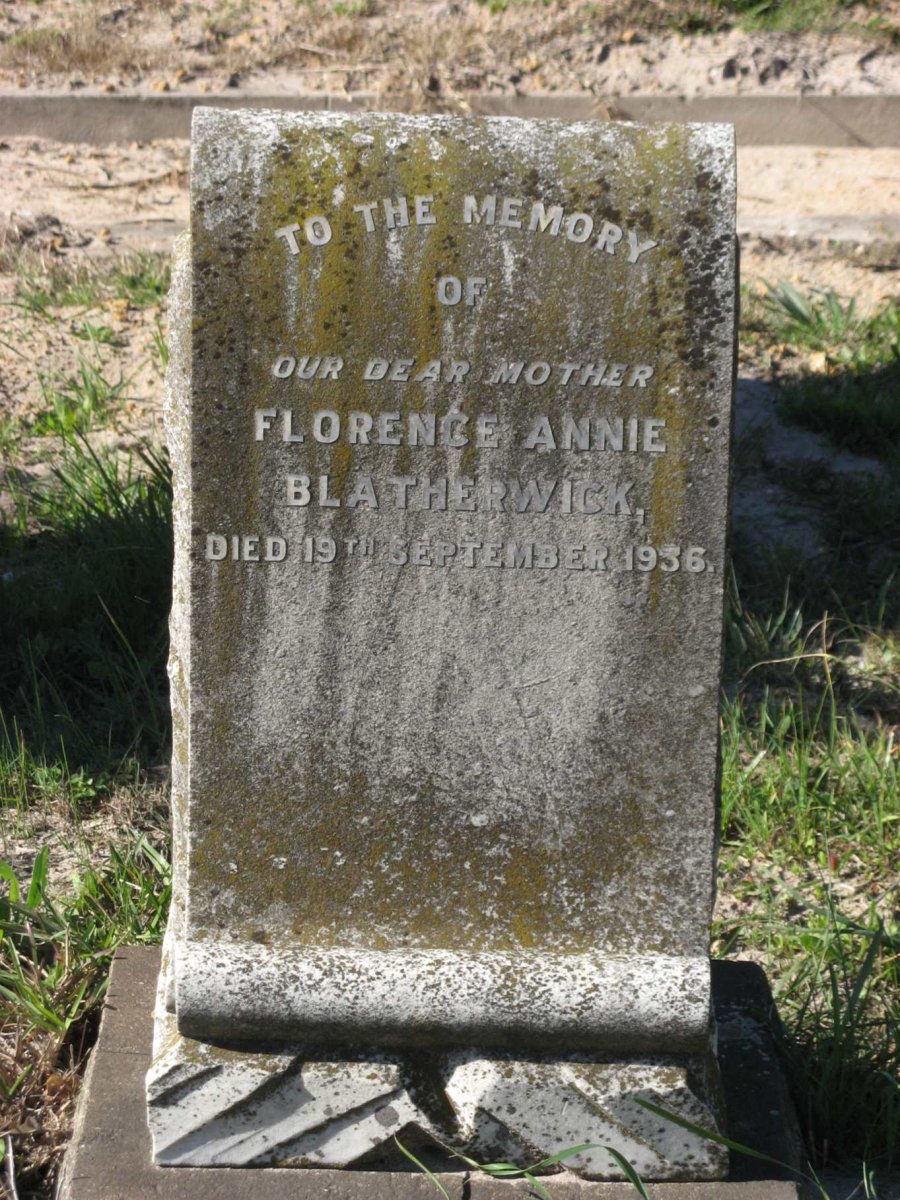 TO THE MEMORY
OF
OUR DEAR MOTHER
FLORENCE ANNIE
BLATHERWICK,
DIED 19TH SEPTEMBER 1936.